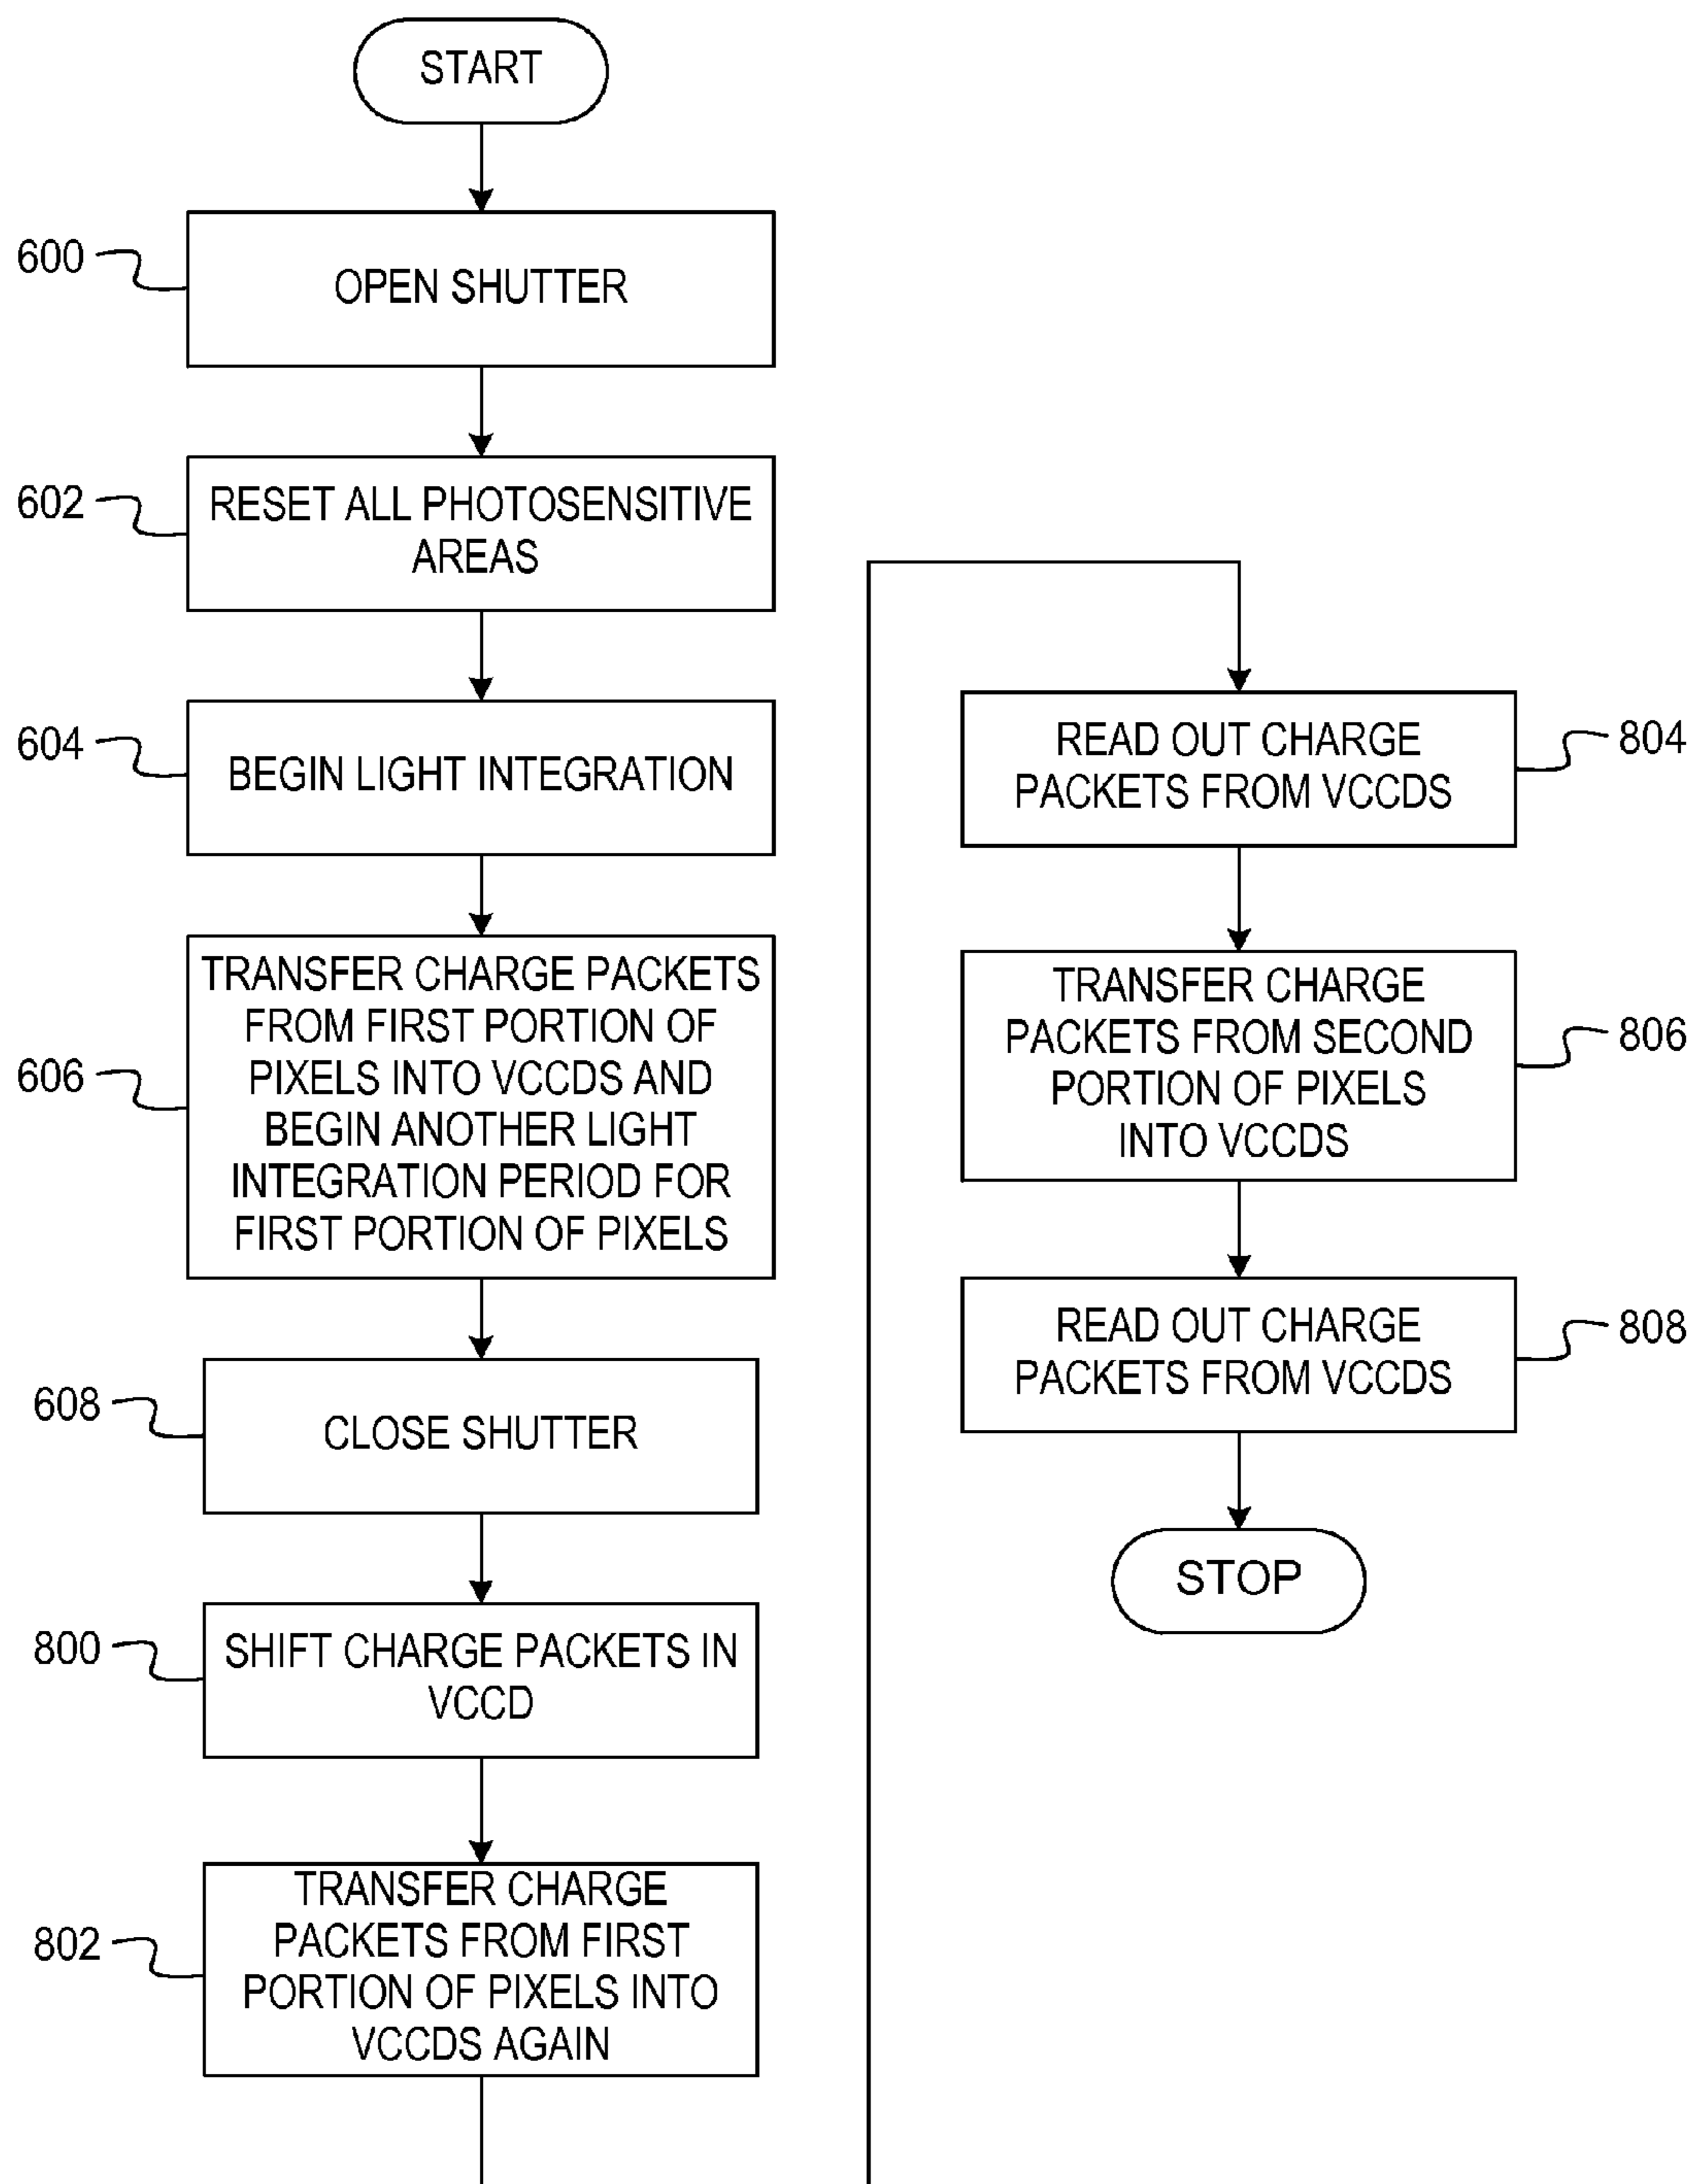 START
600
OPEN SHUTTER
602
RESET ALL PHOTOSENSITIVE
AREAS
604
BEGIN LIGHT INTEGRATION
606
TRANSFER CHARGE PACKETS
FROM FIRST PORTION OF
PIXELS INTO VCCDS AND
BEGIN ANOTHER LIGHT
INTEGRATION PERIOD FOR
FIRST PORTION OF PIXELS
608
CLOSE SHUTTER
800
SHIFT CHARGE PACKETS IN
VCCD
802
TRANSFER CHARGE
PACKETS FROM FIRST
PORTION OF PIXELS INTO
VCCDS AGAIN
READ OUT CHARGE
PACKETS FROM VCCDS
804
TRANSFER CHARGE
PACKETS FROM SECOND
PORTION OF PIXELS
INTO VCCDS
806
READ OUT CHARGE
PACKETS FROM VCCDS
808
STOP